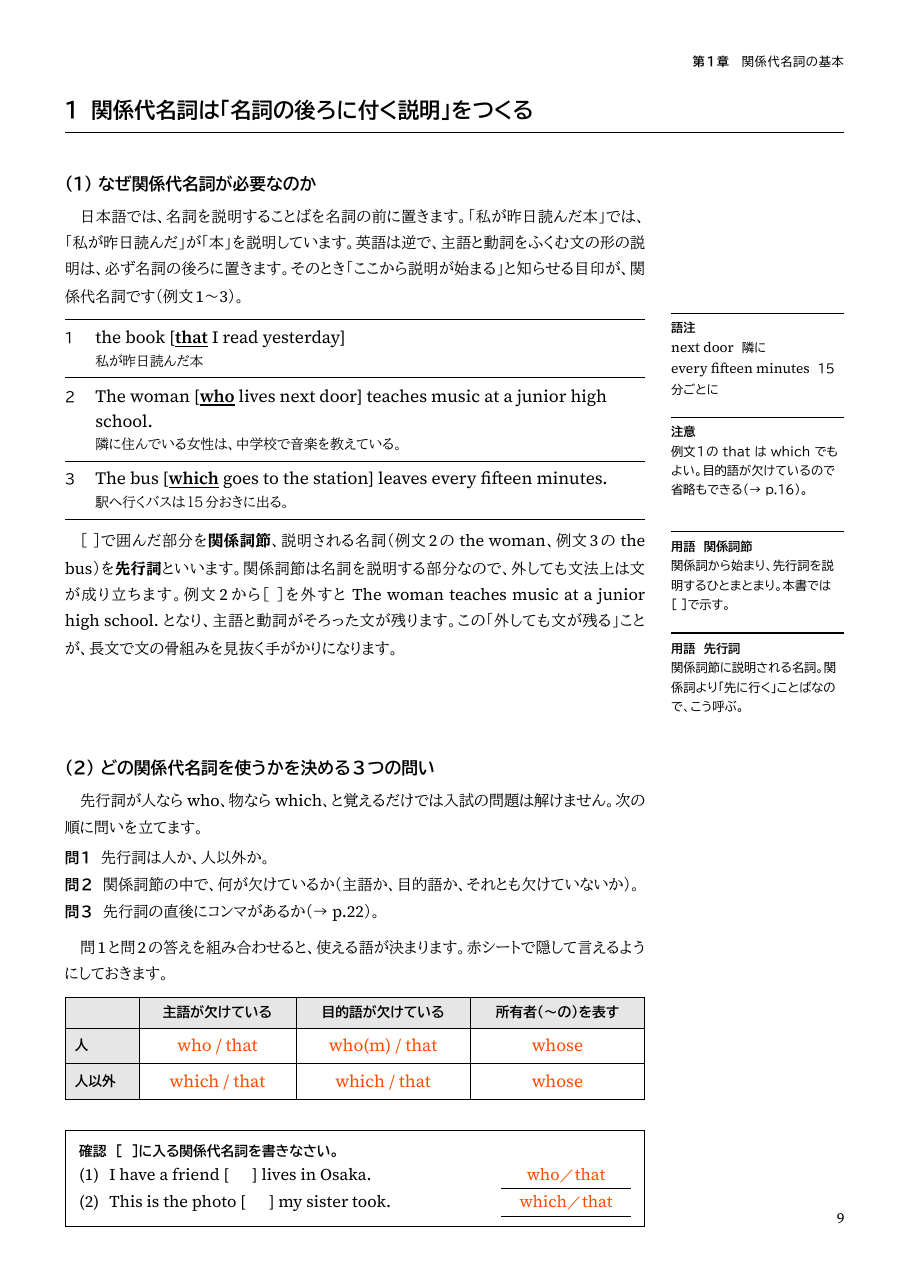 第1章　関係代名詞の基本
1 関係代名詞は「名詞の後ろに付く説明」をつくる
(1) なぜ関係代名詞が必要なのか
日本語では、名詞を説明することばを名詞の前に置きます。「私が昨日読んだ本」では、
「私が昨日読んだ」が「本」を説明しています。英語は逆で、主語と動詞をふくむ文の形の説
明は、必ず名詞の後ろに置きます。そのとき「ここから説明が始まる」と知らせる目印が、関
係代名詞です(例文1〜3)。
1 the book [that I read yesterday]
私が昨日読んだ本
2 The woman [who lives next door] teaches music at a junior high
school.
隣に住んでいる女性は、中学校で音楽を教えている。
3 The bus [which goes to the station] leaves every fifteen minutes.
駅へ行くバスは15分おきに出る。
[ ]で囲んだ部分を関係詞節、説明される名詞(例文2の the woman、例文3の the
bus)を先行詞といいます。関係詞節は名詞を説明する部分なので、外しても文法上は文
が成り立ちます。例文2から[ ]を外すと The woman teaches music at a junior
high school. となり、主語と動詞がそろった文が残ります。この「外しても文が残る」こと
が、長文で文の骨組みを見抜く手がかりになります。
語注
next door 隣に
every fifteen minutes 15
分ごとに
注意
例文1の that は which でも
よい。目的語が欠けているので
省略もできる(→ p.16)。
用語 関係詞節
関係詞から始まり、先行詞を説
明するひとまとまり。本書では
[ ]で示す。
用語 先行詞
関係詞節に説明される名詞。関
係詞より「先に行く」ことばなの
で、こう呼ぶ。
(2) どの関係代名詞を使うかを決める3つの問い
先行詞が人なら who、物なら which、と覚えるだけでは入試の問題は解けません。次の
順に問いを立てます。
問1 先行詞は人か、人以外か。
問2 関係詞節の中で、何が欠けているか(主語か、目的語か、それとも欠けていないか)。
問3 先行詞の直後にコンマがあるか(→ p.22)。
問1と問2の答えを組み合わせると、使える語が決まります。赤シートで隠して言えるよう
にしておきます。
主語が欠けている 目的語が欠けている 所有者(〜の)を表す
人 who / that who(m) / that whose
人以外 which / that which / that whose
確認 [ ]に入る関係代名詞を書きなさい。
(1) I have a friend [ ] lives in Osaka. who／that
(2) This is the photo [ ] my sister took. which／that
9